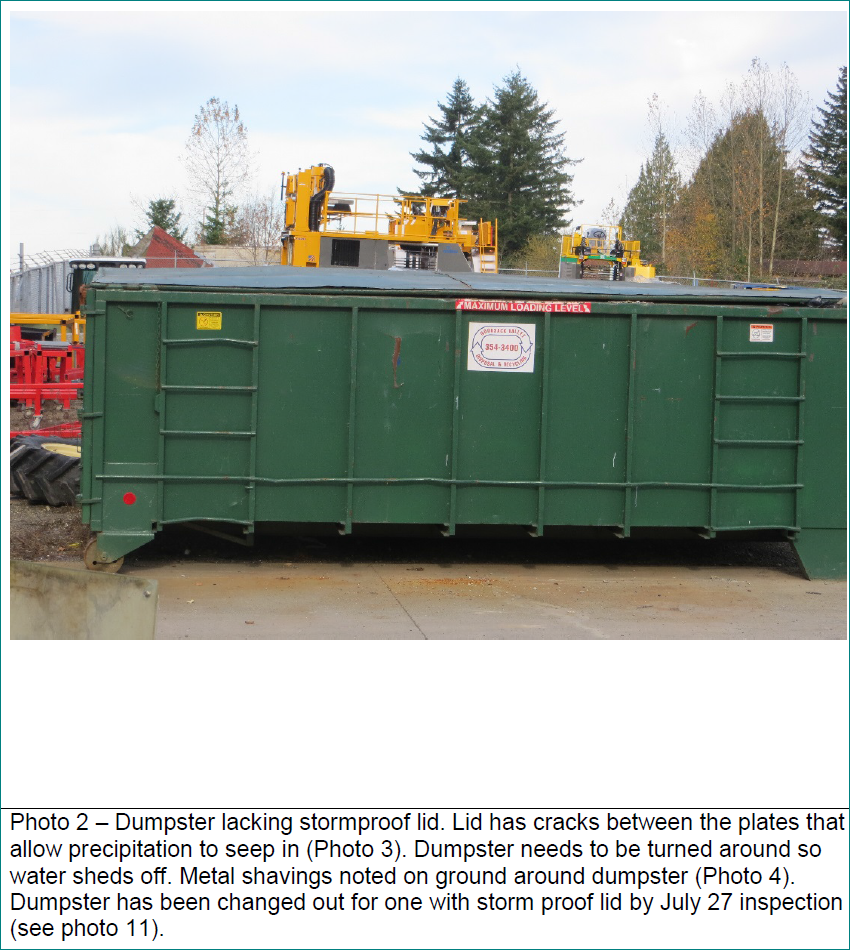 MAXIMUM LOADING LEVEL
NOOKSACK VALLEY
354-3400
DISPOSAL & RECYCLING
Photo 2 – Dumpster lacking stormproof lid. Lid has cracks between the plates that
allow precipitation to seep in (Photo 3). Dumpster needs to be turned around so
water sheds off. Metal shavings noted on ground around dumpster (Photo 4).
Dumpster has been changed out for one with storm proof lid by July 27 inspection
(see photo 11).